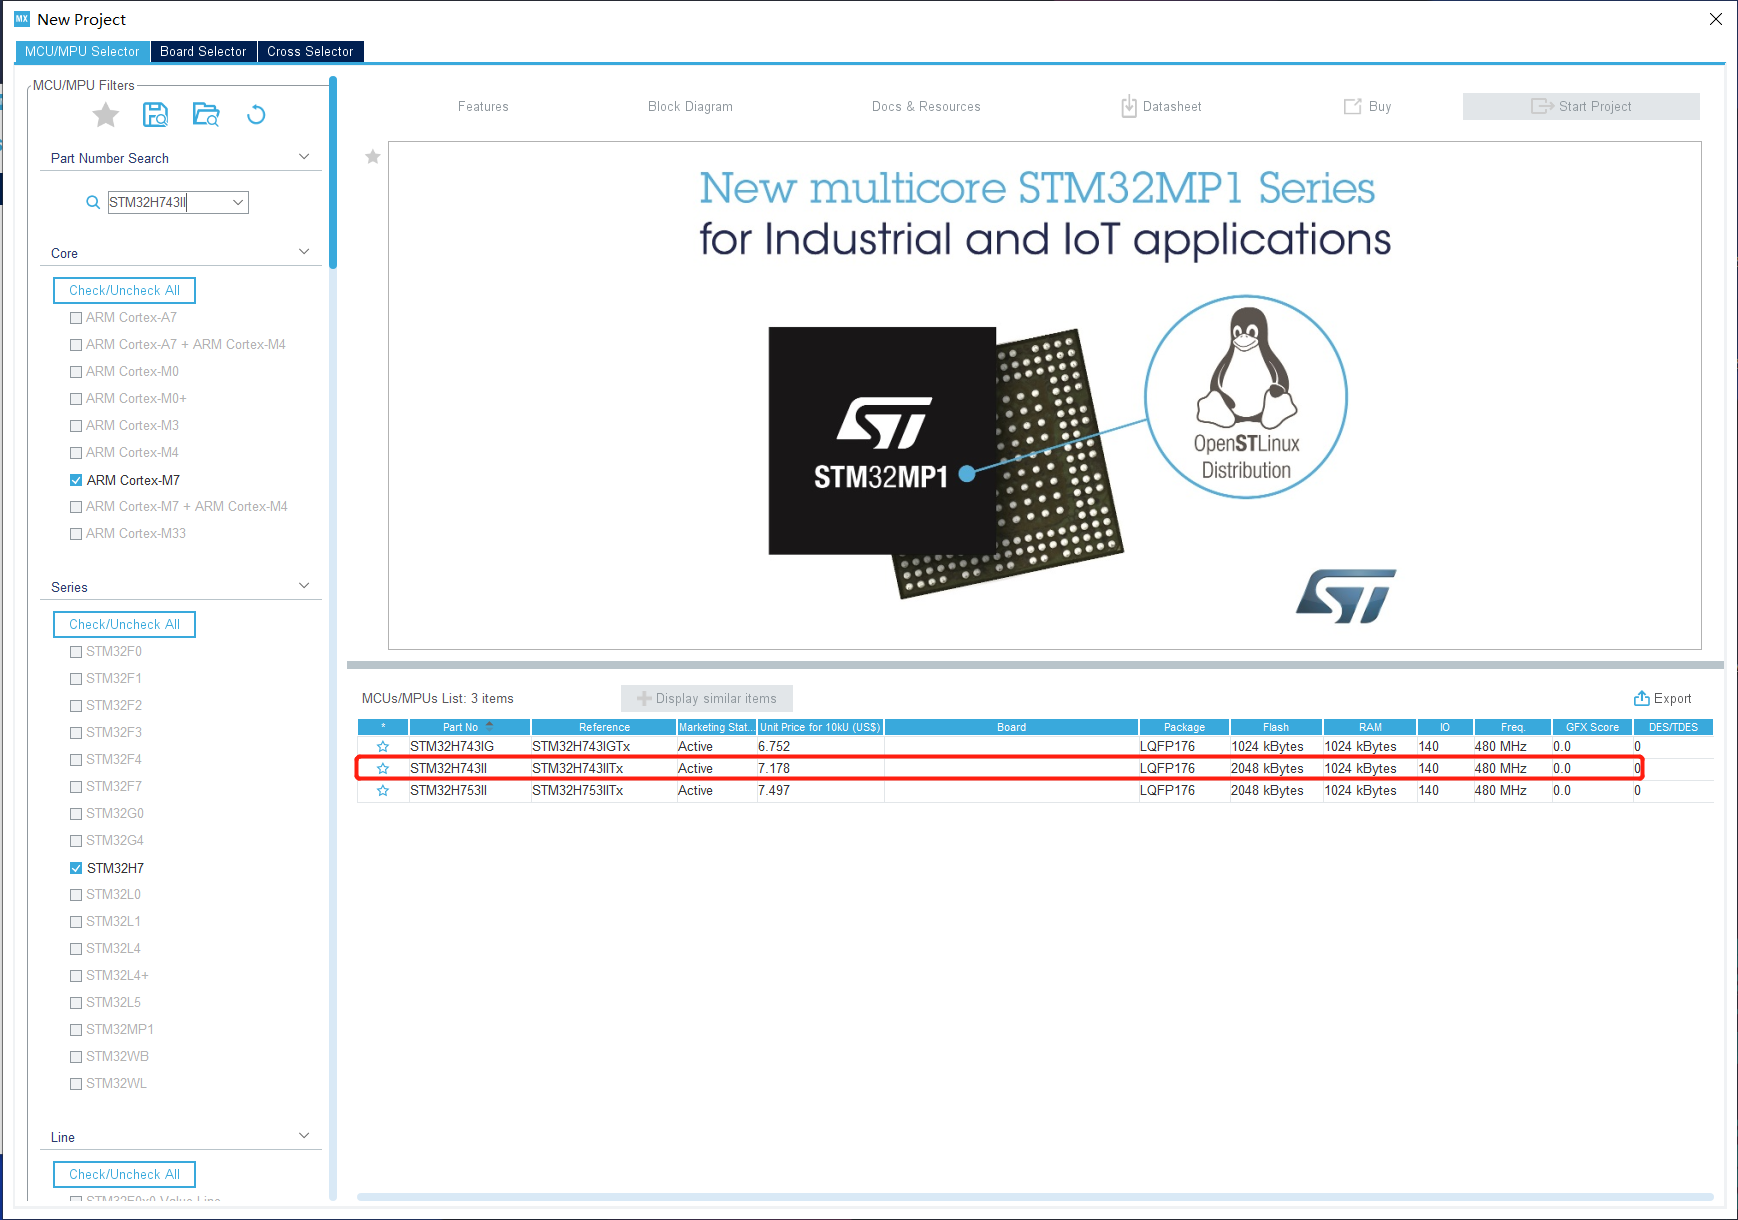 MX New Project
MCU/MPU Selector Board Selector Cross Selector
MCU/MPU Filters
Part Number Search
STM32H743II
Core
Check/Uncheck All
ARM Cortex-A7
ARM Cortex-A7 + ARM Cortex-M4
ARM Cortex-M0
ARM Cortex-M0+
ARM Cortex-M3
ARM Cortex-M4
ARM Cortex-M7
ARM Cortex-M7 + ARM Cortex-M4
ARM Cortex-M33
Series
Check/Uncheck All
STM32F0
STM32F1
STM32F2
STM32F3
STM32F4
STM32F7
STM32G0
STM32G4
STM32H7
STM32L0
STM32L1
STM32L4
STM32L4+
STM32L5
STM32MP1
STM32WB
STM32WL
Line
Check/Uncheck All
STM32F0x0 Value Line
Features Block Diagram Docs & Resources Datasheet Buy Start Project
New multicore STM32MP1 Series
for Industrial and IoT applications
ST
STM32MP1
OpenSTLinux
Distribution
ST
MCUs/MPUs List: 3 items Display similar items Export
* Part No Reference Marketing Stat... Unit Price for 10kU (US$) Board Package Flash RAM IO Freq. GFX Score DES/TDES
STM32H743IG STM32H743IGTx Active 6.752 LQFP176 1024 kBytes 1024 kBytes 140 480 MHz 0.0 0
STM32H743II STM32H743IITx Active 7.178 LQFP176 2048 kBytes 1024 kBytes 140 480 MHz 0.0 0
STM32H753II STM32H753IITx Active 7.497 LQFP176 2048 kBytes 1024 kBytes 140 480 MHz 0.0 0